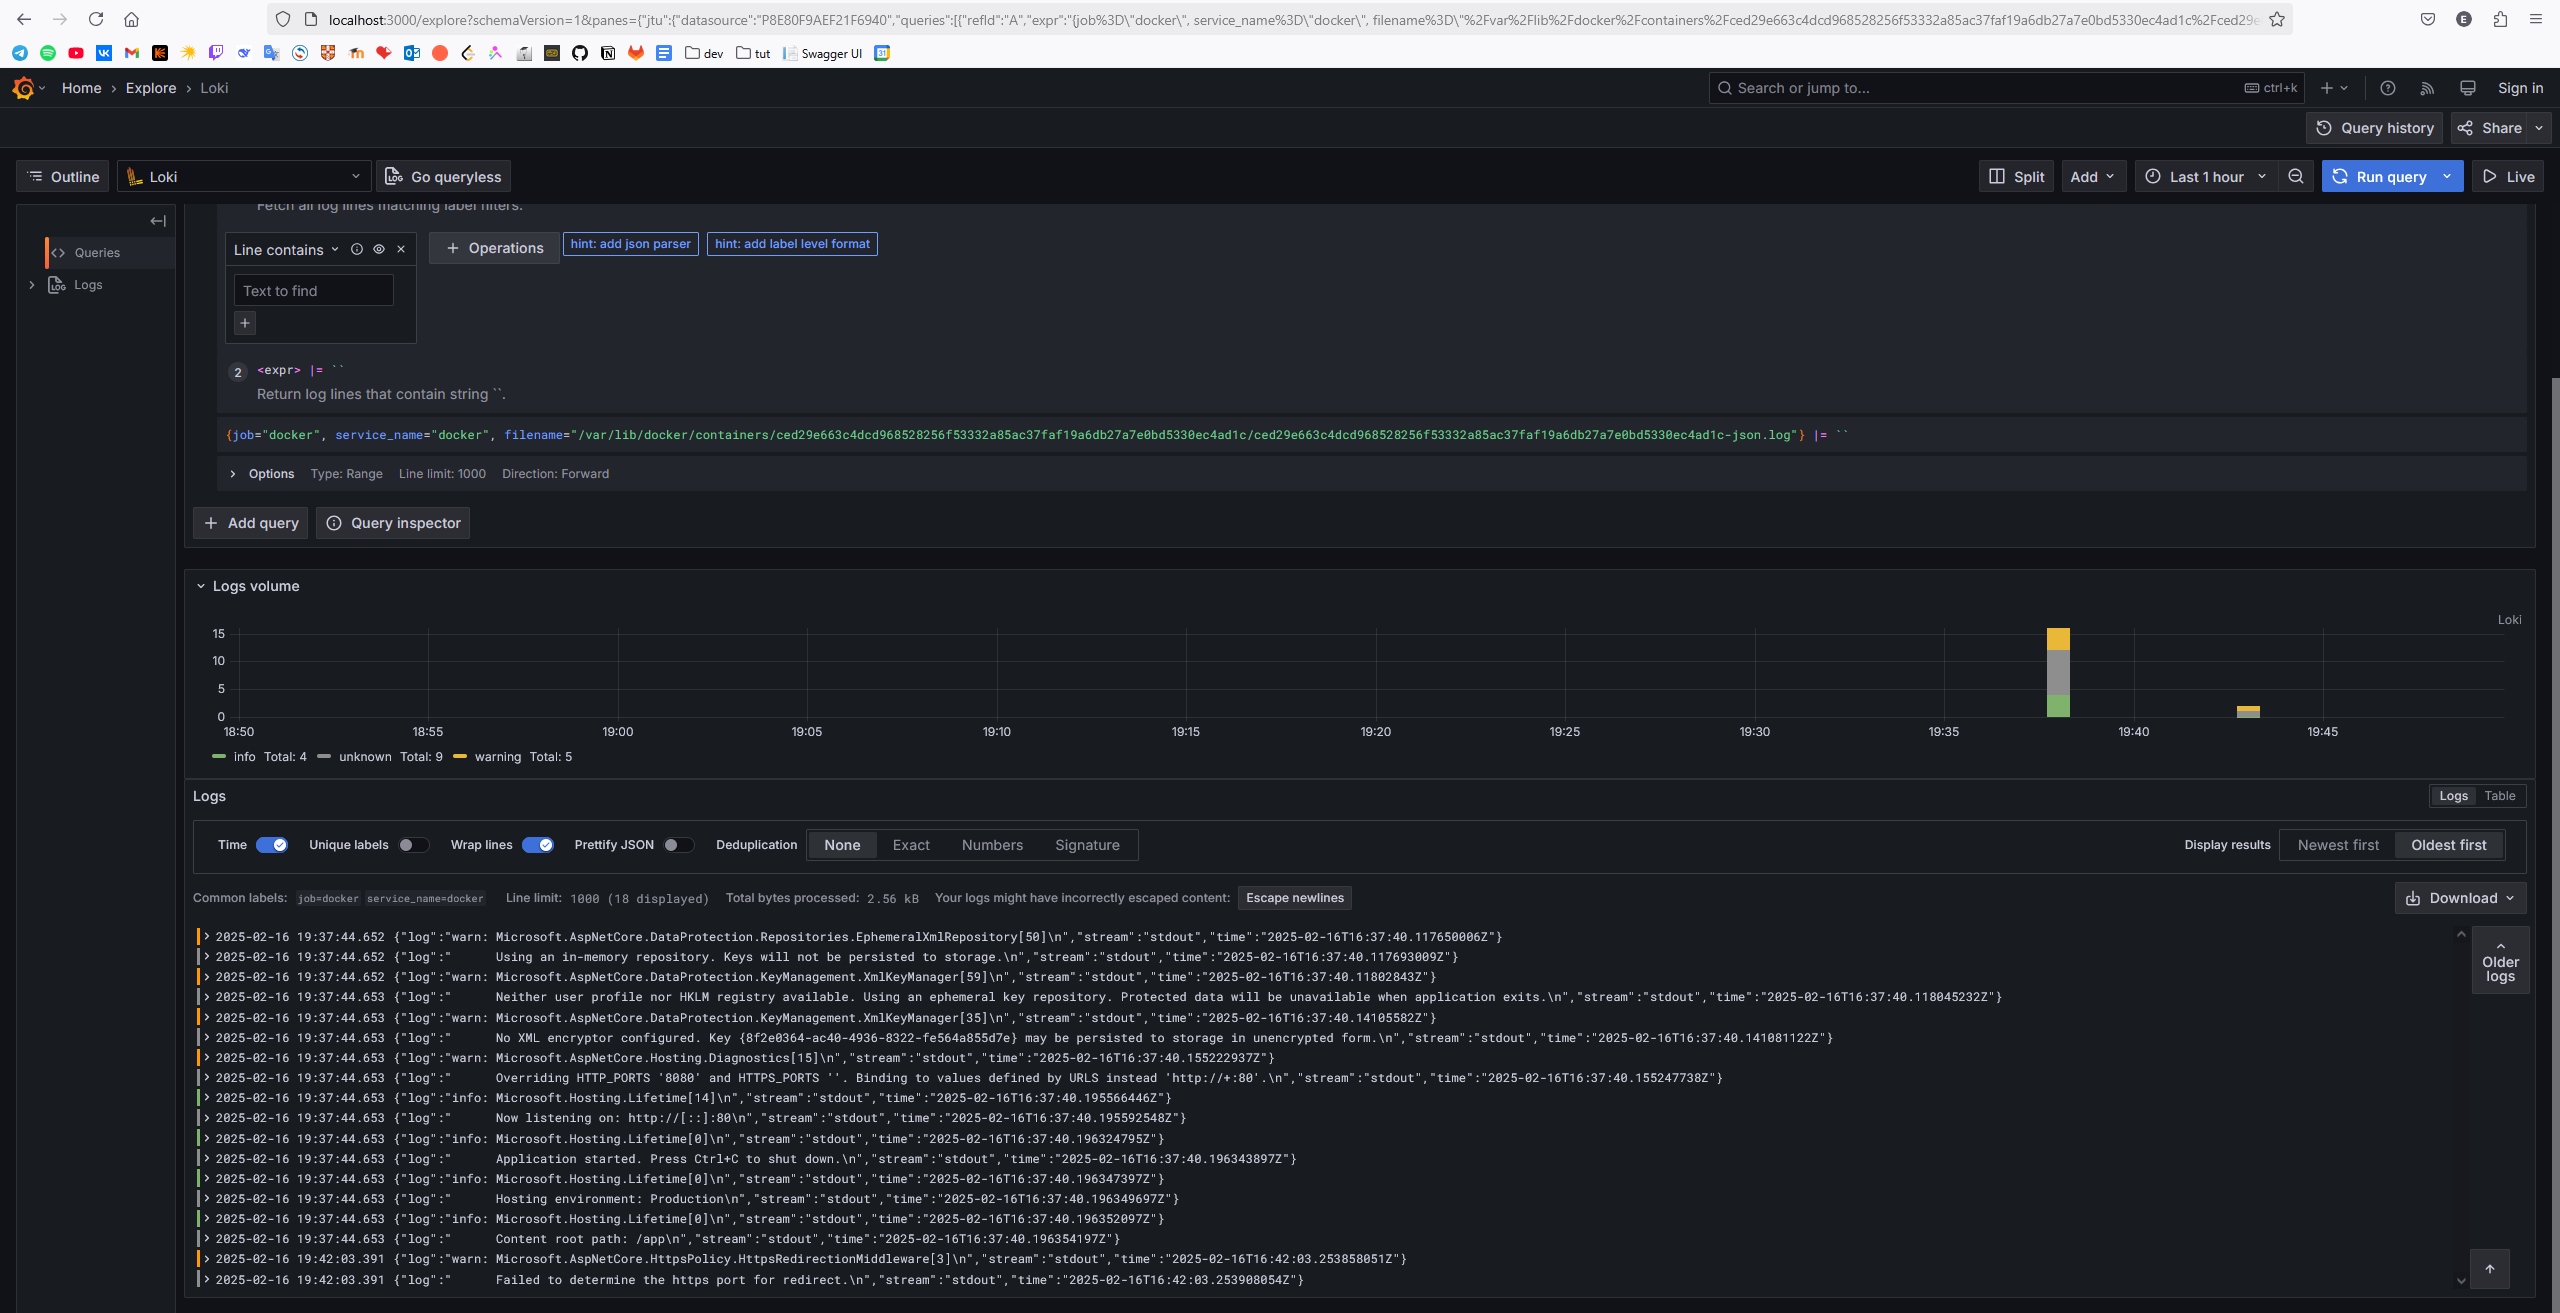 localhost:3000/explore?schemaVersion=1&panes={"jtu":{"datasource":"P8E80F9AEF21F6940","queries":[{"refId":"A","expr":"{job%3D\"docker\", service_name%3D\"docker\", filename%3D\"%2Fvar%2Flib%2Fdocker%2Fcontainers%2Fced29e663c4dcd968528256f53332a85ac37faf19a6db27a7e0bd5330ec4ad1c%2Fced29e
dev tut Swagger UI
Home › Explore › Loki
Search or jump to... ctrl+k Sign in
Query history Share
Outline Loki Go queryless Split Add Last 1 hour Run query Live
Fetch all log lines matching label filters.
Queries
Logs
Line contains Operations hint: add json parser hint: add label level format
Text to find
2 <expr> |= ``
Return log lines that contain string ``.
{job="docker", service_name="docker", filename="/var/lib/docker/containers/ced29e663c4dcd968528256f53332a85ac37faf19a6db27a7e0bd5330ec4ad1c/ced29e663c4dcd968528256f53332a85ac37faf19a6db27a7e0bd5330ec4ad1c-json.log"} |= ``
Options Type: Range Line limit: 1000 Direction: Forward
Add query Query inspector
Logs volume
Loki
15
10
5
0
18:50 18:55 19:00 19:05 19:10 19:15 19:20 19:25 19:30 19:35 19:40 19:45
info Total: 4 unknown Total: 9 warning Total: 5
Logs
Logs Table
Time Unique labels Wrap lines Prettify JSON Deduplication None Exact Numbers Signature Display results Newest first Oldest first
Common labels: job=docker service_name=docker Line limit: 1000 (18 displayed) Total bytes processed: 2.56 kB Your logs might have incorrectly escaped content: Escape newlines Download
2025-02-16 19:37:44.652 {"log":"warn: Microsoft.AspNetCore.DataProtection.Repositories.EphemeralXmlRepository[50]\n","stream":"stdout","time":"2025-02-16T16:37:40.117650006Z"}
2025-02-16 19:37:44.652 {"log":"      Using an in-memory repository. Keys will not be persisted to storage.\n","stream":"stdout","time":"2025-02-16T16:37:40.117693009Z"}
2025-02-16 19:37:44.652 {"log":"warn: Microsoft.AspNetCore.DataProtection.KeyManagement.XmlKeyManager[59]\n","stream":"stdout","time":"2025-02-16T16:37:40.11802843Z"}
2025-02-16 19:37:44.653 {"log":"      Neither user profile nor HKLM registry available. Using an ephemeral key repository. Protected data will be unavailable when application exits.\n","stream":"stdout","time":"2025-02-16T16:37:40.118045232Z"}
2025-02-16 19:37:44.653 {"log":"warn: Microsoft.AspNetCore.DataProtection.KeyManagement.XmlKeyManager[35]\n","stream":"stdout","time":"2025-02-16T16:37:40.14105582Z"}
2025-02-16 19:37:44.653 {"log":"      No XML encryptor configured. Key {8f2e0364-ac40-4936-8322-fe564a855d7e} may be persisted to storage in unencrypted form.\n","stream":"stdout","time":"2025-02-16T16:37:40.141081122Z"}
2025-02-16 19:37:44.653 {"log":"warn: Microsoft.AspNetCore.Hosting.Diagnostics[15]\n","stream":"stdout","time":"2025-02-16T16:37:40.155222937Z"}
2025-02-16 19:37:44.653 {"log":"      Overriding HTTP_PORTS '8080' and HTTPS_PORTS ''. Binding to values defined by URLS instead 'http://+:80'.\n","stream":"stdout","time":"2025-02-16T16:37:40.155247738Z"}
2025-02-16 19:37:44.653 {"log":"info: Microsoft.Hosting.Lifetime[14]\n","stream":"stdout","time":"2025-02-16T16:37:40.195566446Z"}
2025-02-16 19:37:44.653 {"log":"      Now listening on: http://[::]:80\n","stream":"stdout","time":"2025-02-16T16:37:40.195592548Z"}
2025-02-16 19:37:44.653 {"log":"info: Microsoft.Hosting.Lifetime[0]\n","stream":"stdout","time":"2025-02-16T16:37:40.196324795Z"}
2025-02-16 19:37:44.653 {"log":"      Application started. Press Ctrl+C to shut down.\n","stream":"stdout","time":"2025-02-16T16:37:40.196343897Z"}
2025-02-16 19:37:44.653 {"log":"info: Microsoft.Hosting.Lifetime[0]\n","stream":"stdout","time":"2025-02-16T16:37:40.196347397Z"}
2025-02-16 19:37:44.653 {"log":"      Hosting environment: Production\n","stream":"stdout","time":"2025-02-16T16:37:40.196349697Z"}
2025-02-16 19:37:44.653 {"log":"info: Microsoft.Hosting.Lifetime[0]\n","stream":"stdout","time":"2025-02-16T16:37:40.196352097Z"}
2025-02-16 19:37:44.653 {"log":"      Content root path: /app\n","stream":"stdout","time":"2025-02-16T16:37:40.196354197Z"}
2025-02-16 19:42:03.391 {"log":"warn: Microsoft.AspNetCore.HttpsPolicy.HttpsRedirectionMiddleware[3]\n","stream":"stdout","time":"2025-02-16T16:42:03.253858051Z"}
2025-02-16 19:42:03.391 {"log":"      Failed to determine the https port for redirect.\n","stream":"stdout","time":"2025-02-16T16:42:03.253908054Z"}
Older
logs